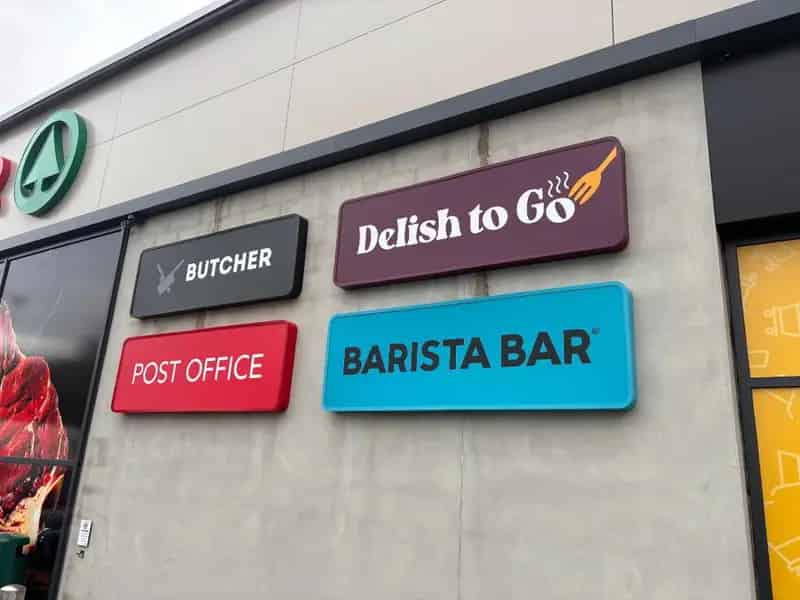 BUTCHER
Delish to Go
POST OFFICE
BARISTA BAR®